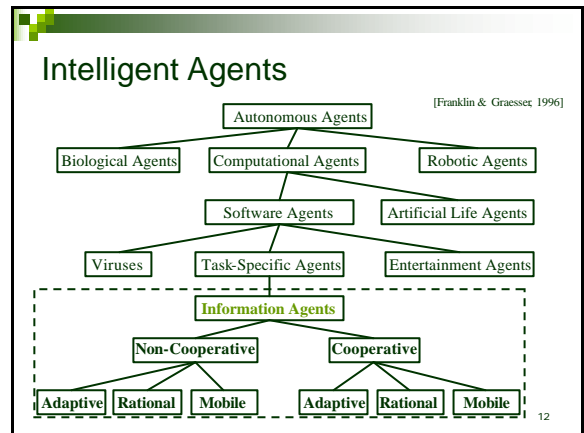 Intelligent Agents
[Franklin & Graesser, 1996]
Autonomous Agents
Biological Agents Computational Agents Robotic Agents
Software Agents Artificial Life Agents
Viruses Task-Specific Agents Entertainment Agents
Information Agents
Non-Cooperative Cooperative
Adaptive Rational Mobile Adaptive Rational Mobile
12